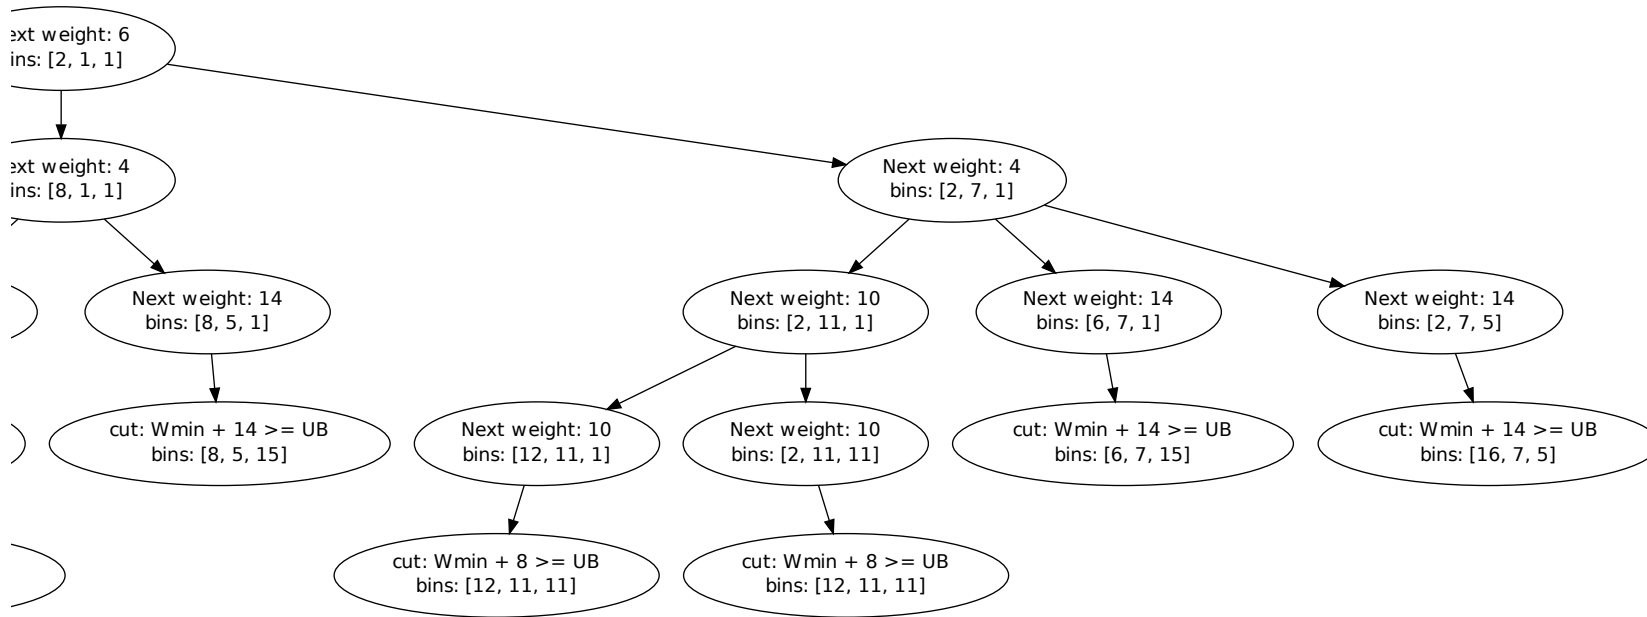 ext weight: 6
ins: [2, 1, 1]
ext weight: 4
ins: [8, 1, 1]
Next weight: 4
bins: [2, 7, 1]
Next weight: 14
bins: [8, 5, 1]
Next weight: 10
bins: [2, 11, 1]
Next weight: 14
bins: [6, 7, 1]
Next weight: 14
bins: [2, 7, 5]
cut: Wmin + 14 >= UB
bins: [8, 5, 15]
Next weight: 10
bins: [12, 11, 1]
Next weight: 10
bins: [2, 11, 11]
cut: Wmin + 14 >= UB
bins: [6, 7, 15]
cut: Wmin + 14 >= UB
bins: [16, 7, 5]
cut: Wmin + 8 >= UB
bins: [12, 11, 11]
cut: Wmin + 8 >= UB
bins: [12, 11, 11]